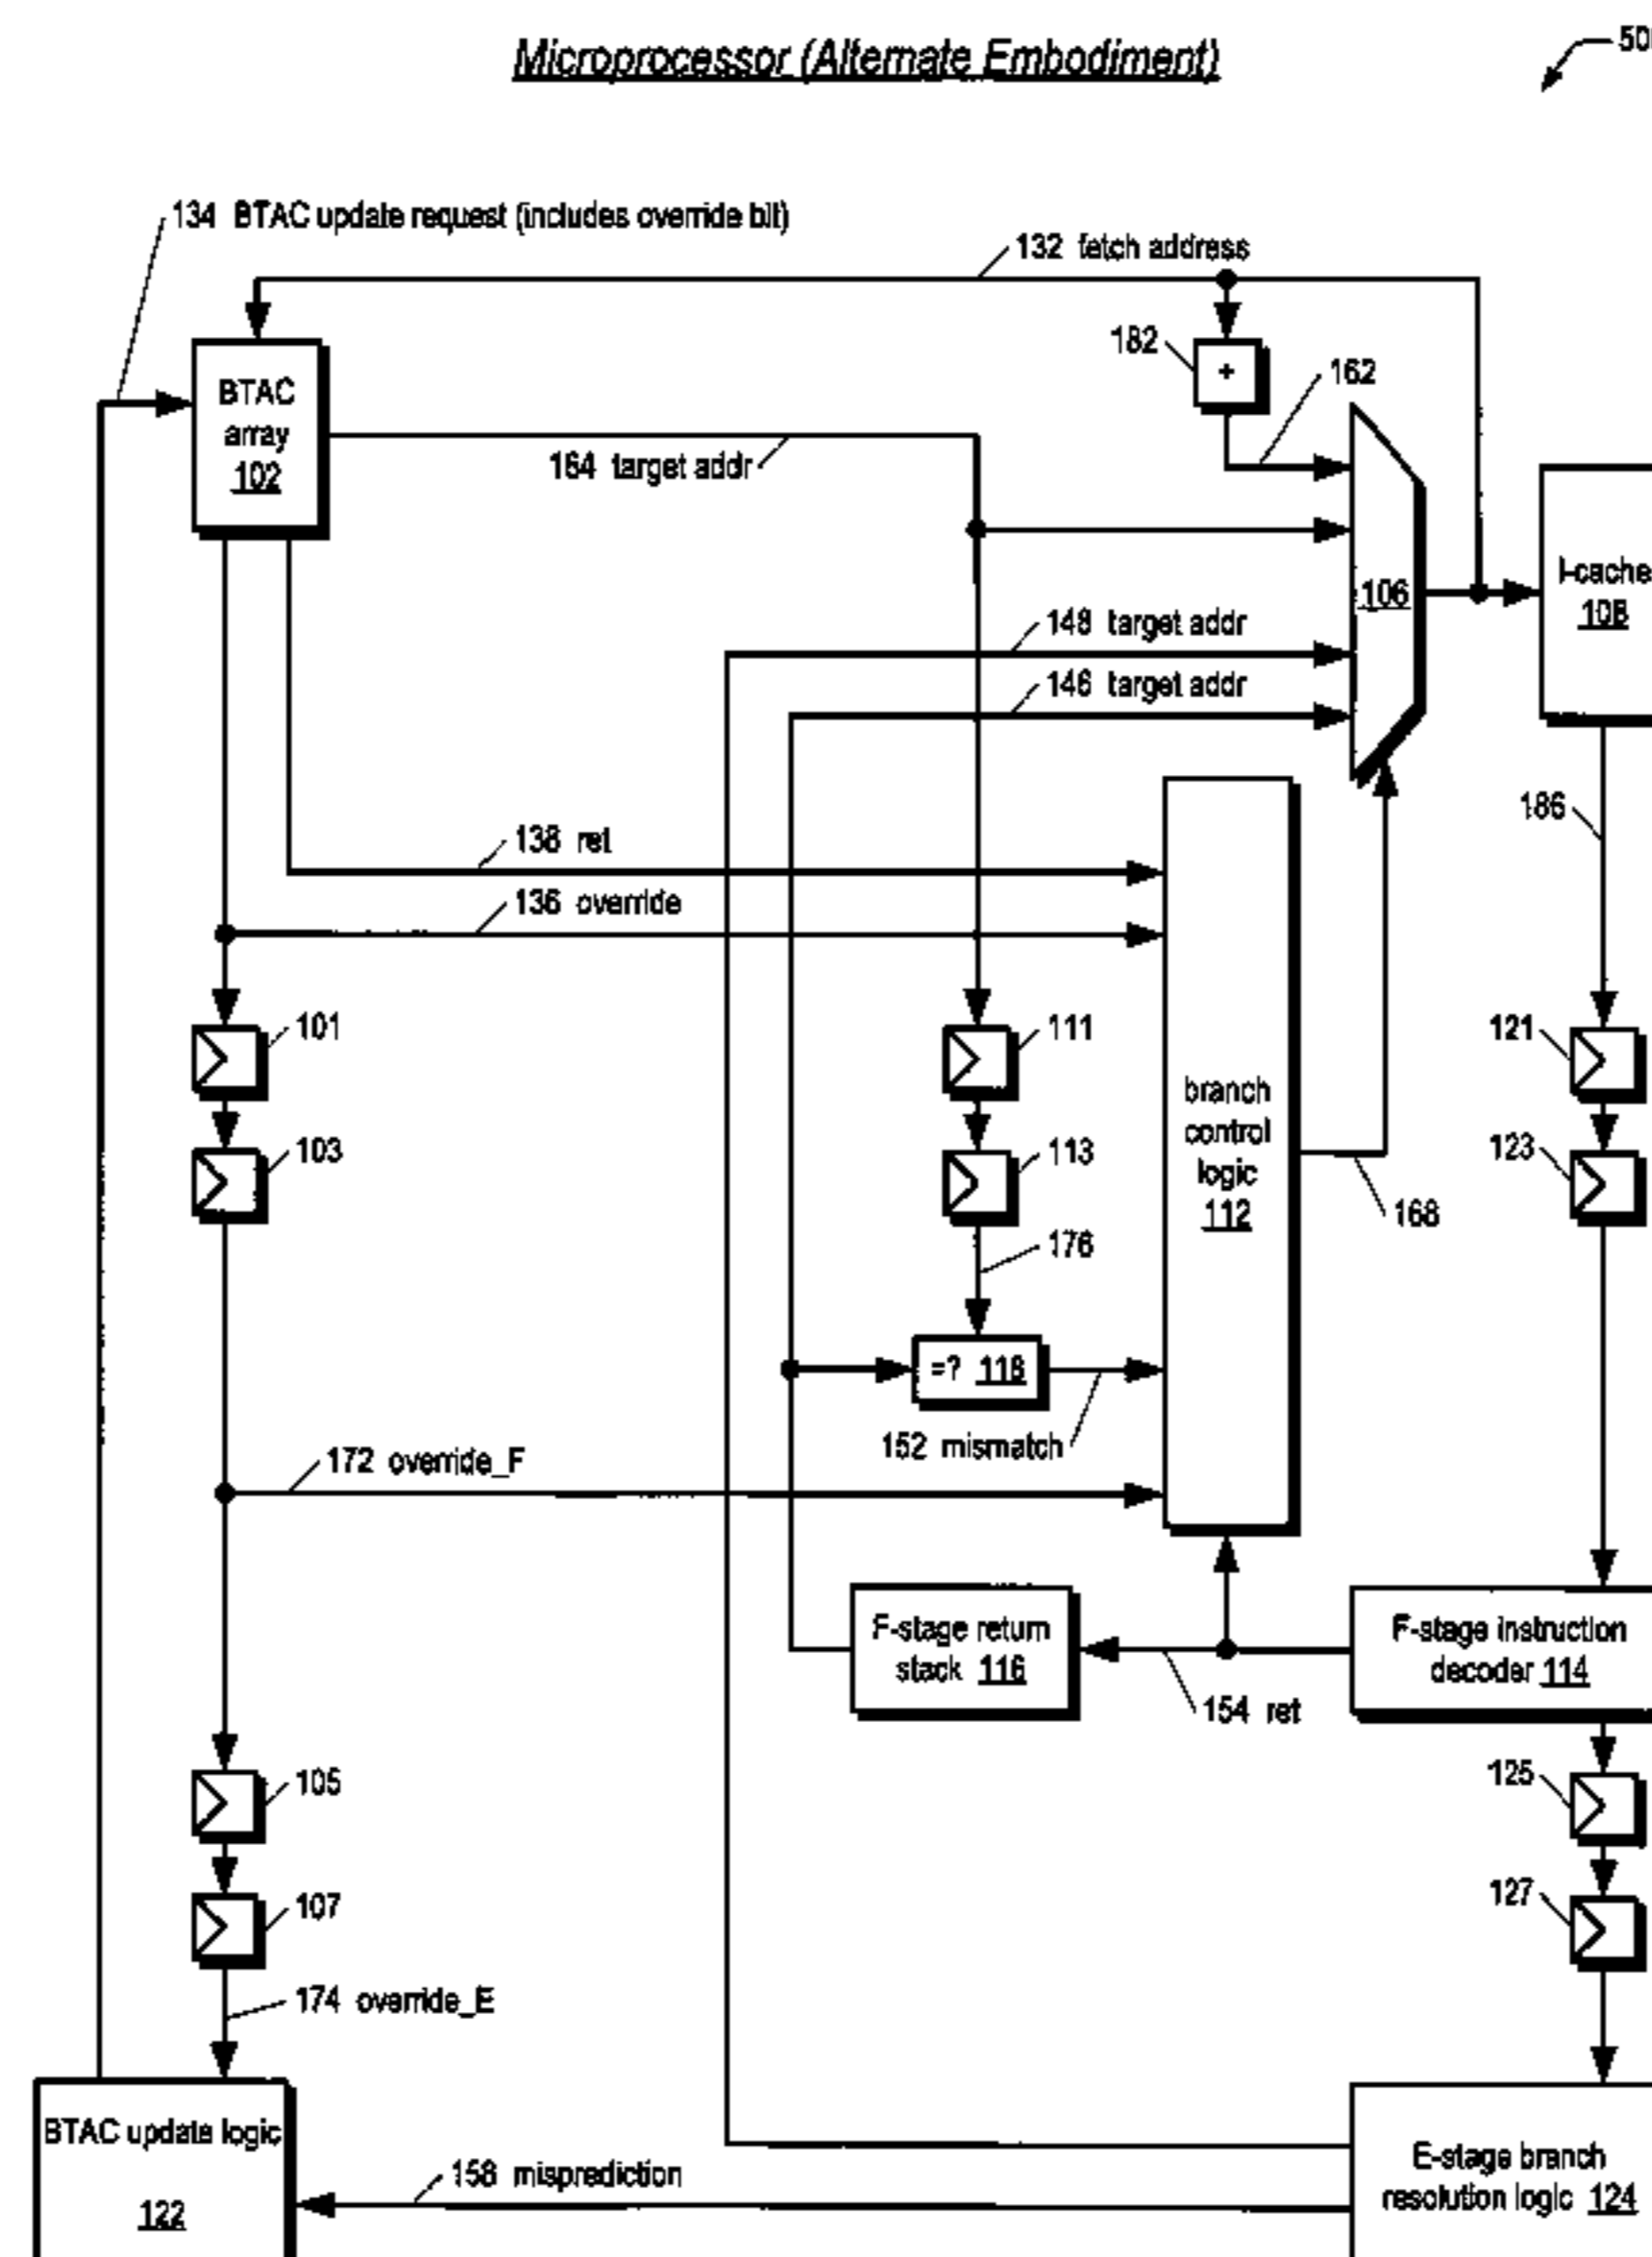 Microprocessor (Alternate Embodiment)
50
134 BTAC update request (includes override bit)
132 fetch address
182
+
162
BTAC
array
102
164 target addr
106
I-cache
108
148 target addr
146 target addr
186
138 ret
136 override
101
111
121
branch
control
logic
112
103
113
123
168
176
=? 118
152 mismatch
172 override_F
F-stage return
stack 116
F-stage instruction
decoder 114
154 ret
105
125
107
127
174 override_E
BTAC update logic
122
158 misprediction
E-stage branch
resolution logic 124